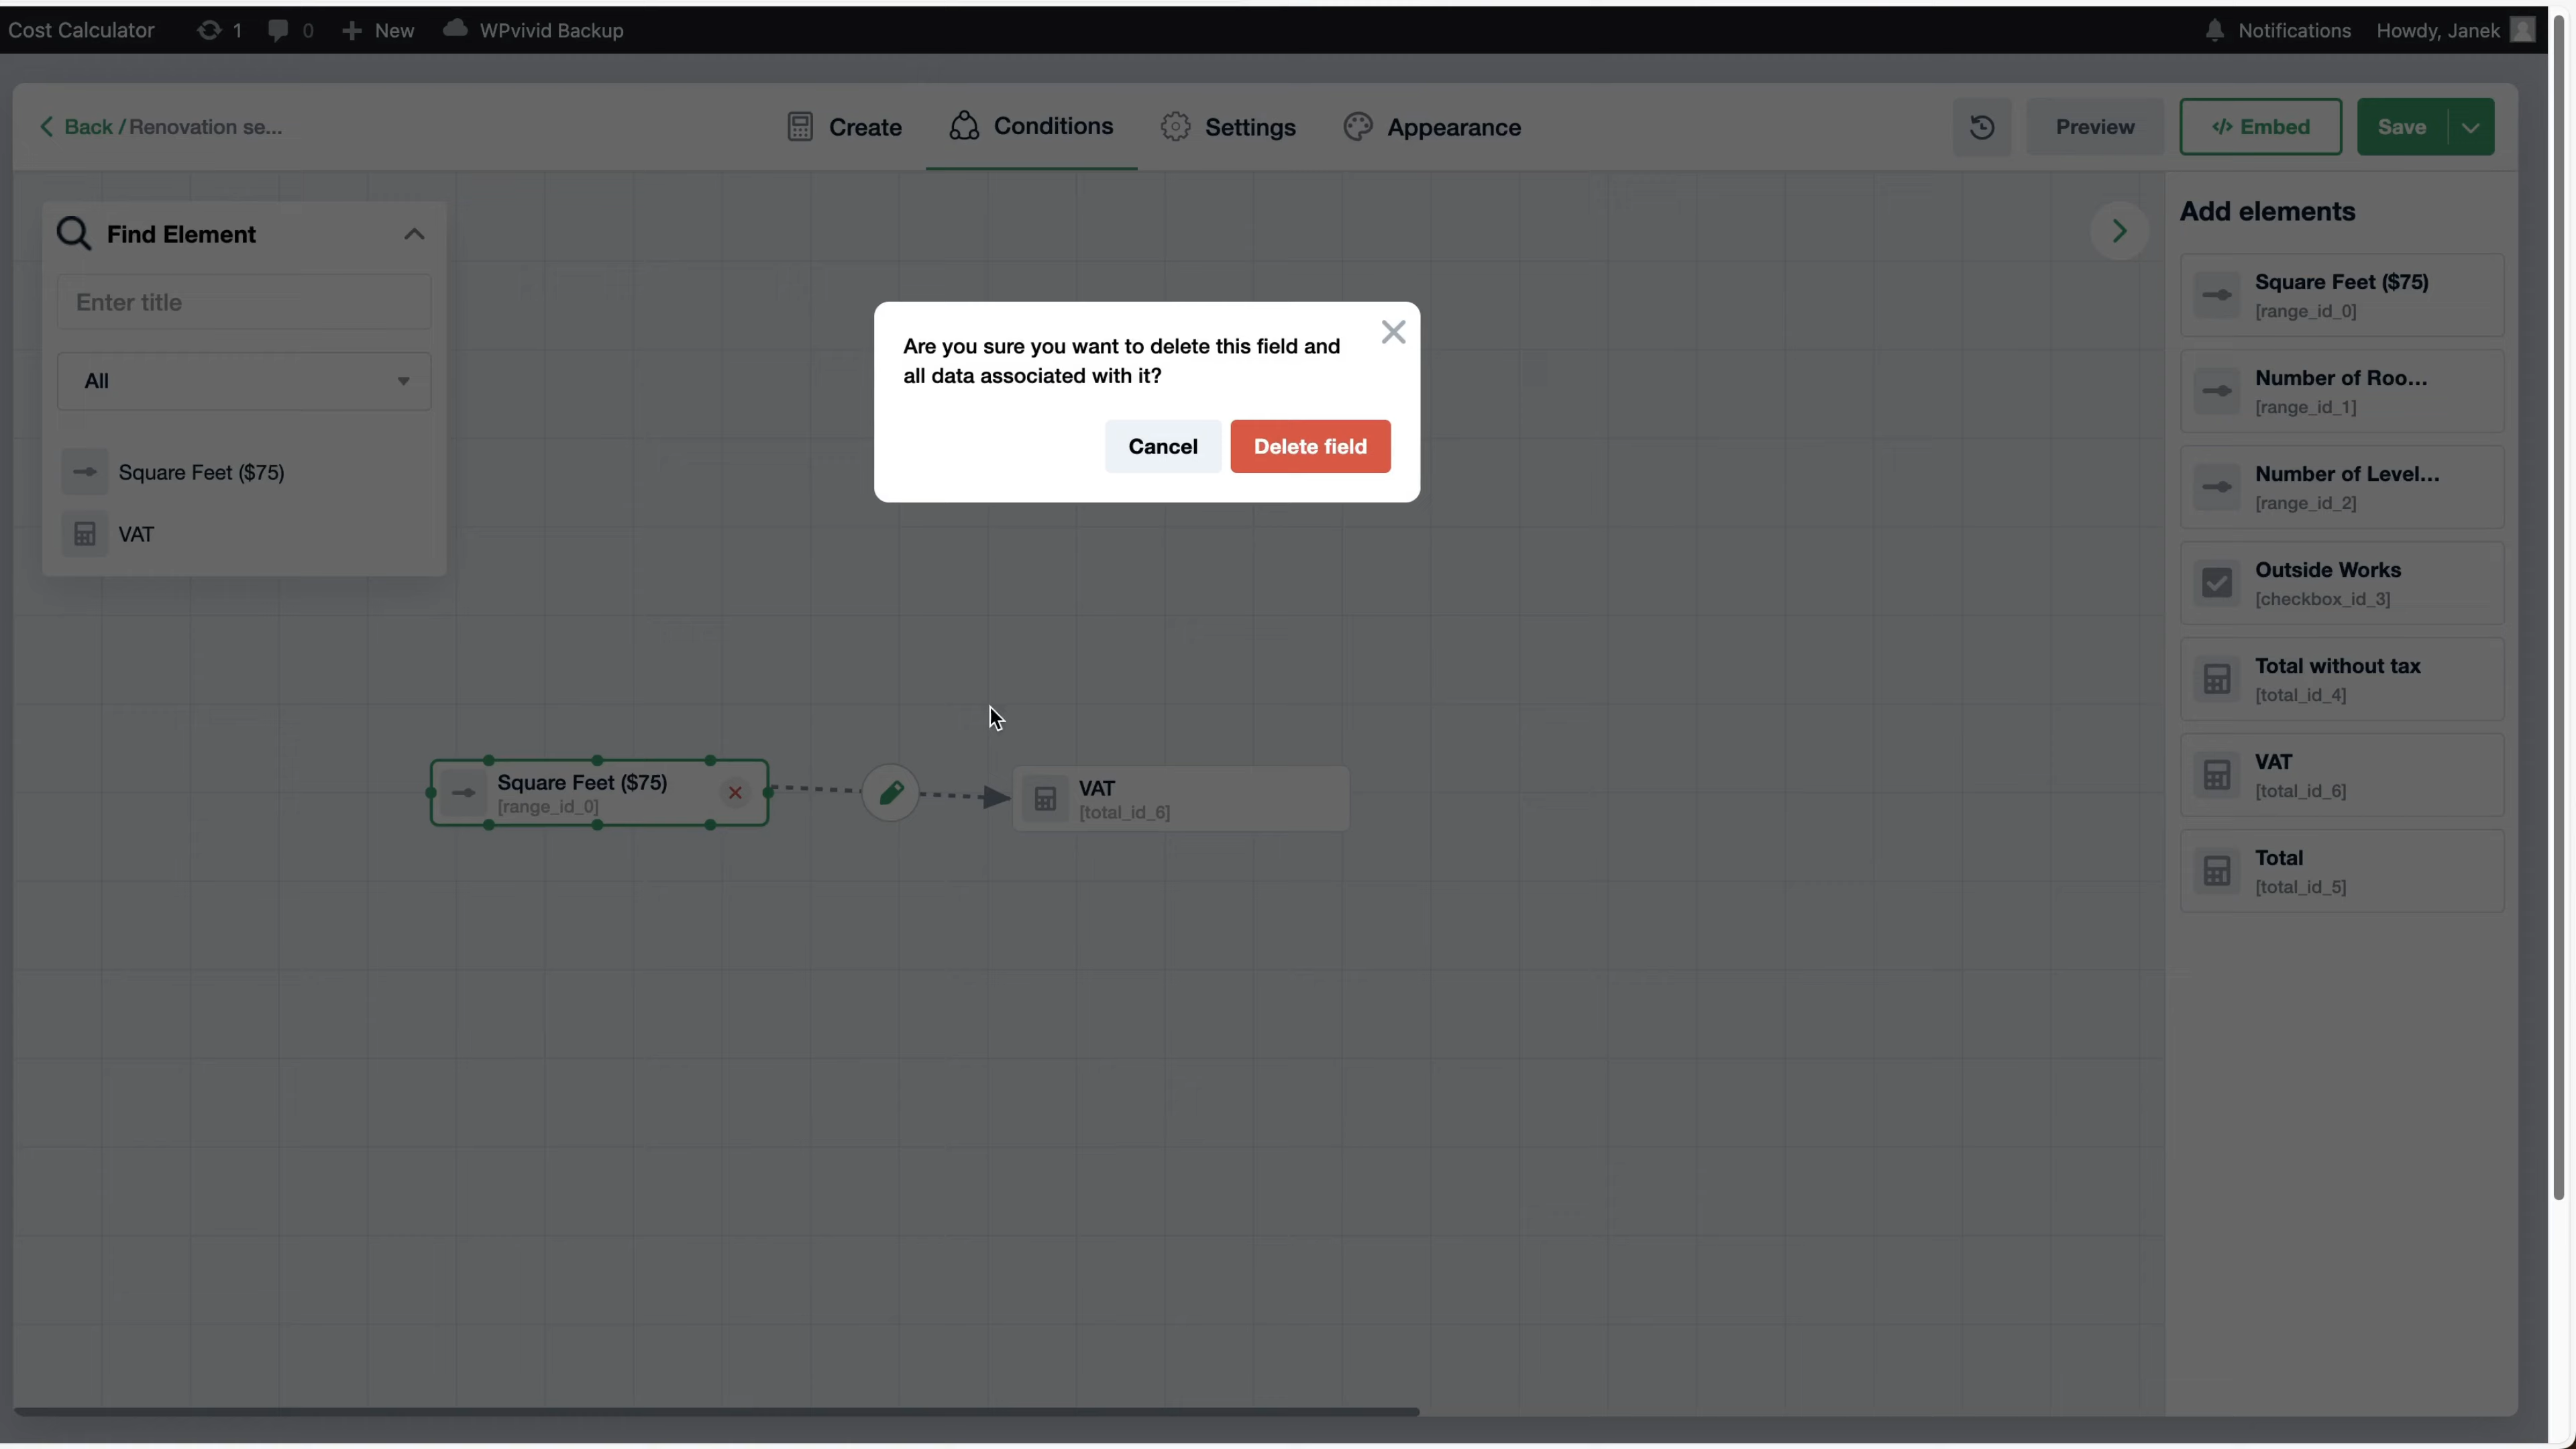 Cost Calculator 1 0 New WPvivid Backup Notifications Howdy, Janek
Back / Renovation se... Create Conditions Settings Appearance Preview </> Embed Save
Find Element
Enter title
All
Square Feet ($75)
VAT
Are you sure you want to delete this field and
all data associated with it?
Cancel Delete field
Square Feet ($75)
[range_id_0]
VAT
[total_id_6]
Add elements
Square Feet ($75)
[range_id_0]
Number of Roo...
[range_id_1]
Number of Level...
[range_id_2]
Outside Works
[checkbox_id_3]
Total without tax
[total_id_4]
VAT
[total_id_6]
Total
[total_id_5]